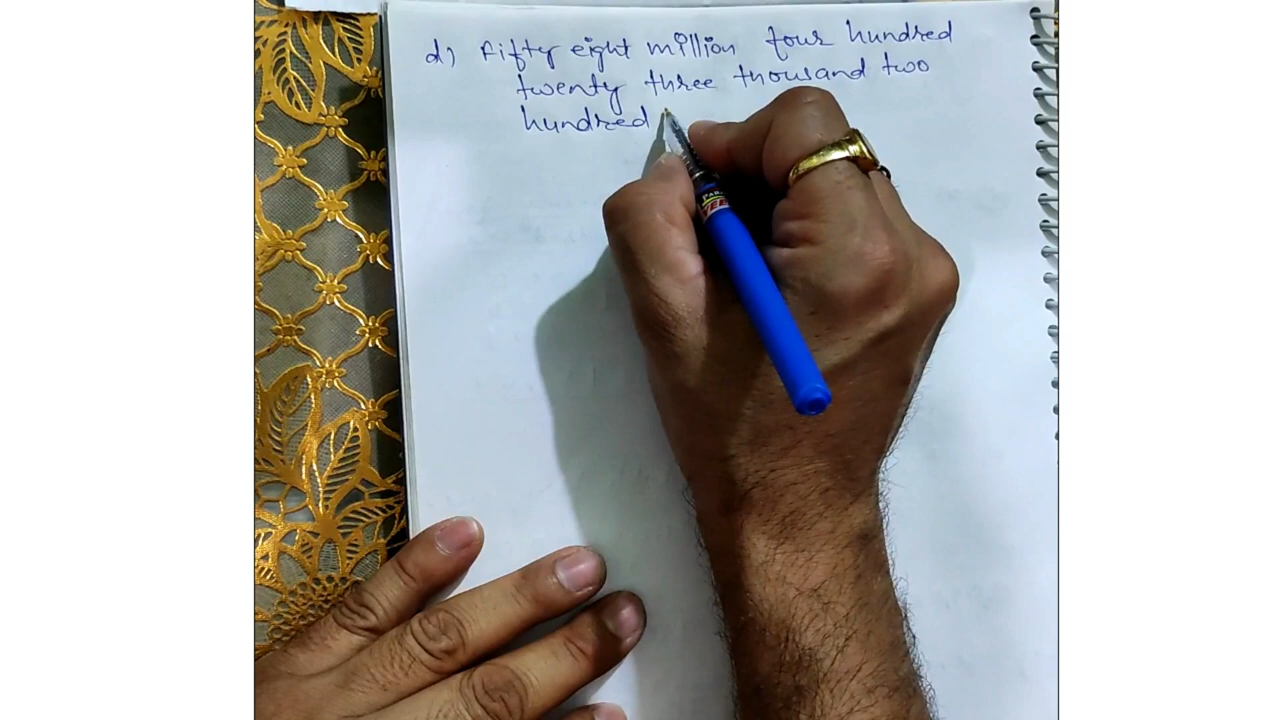 d) Fifty eight million four hundred
twenty three thousand two
hundred